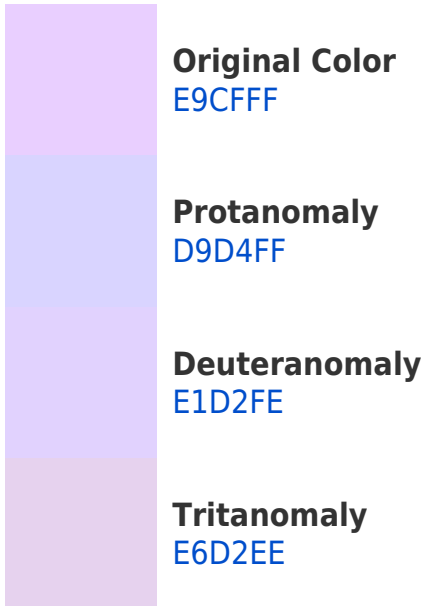 Original Color
E9CFFF
Protanomaly
D9D4FF
Deuteranomaly
E1D2FE
Tritanomaly
E6D2EE